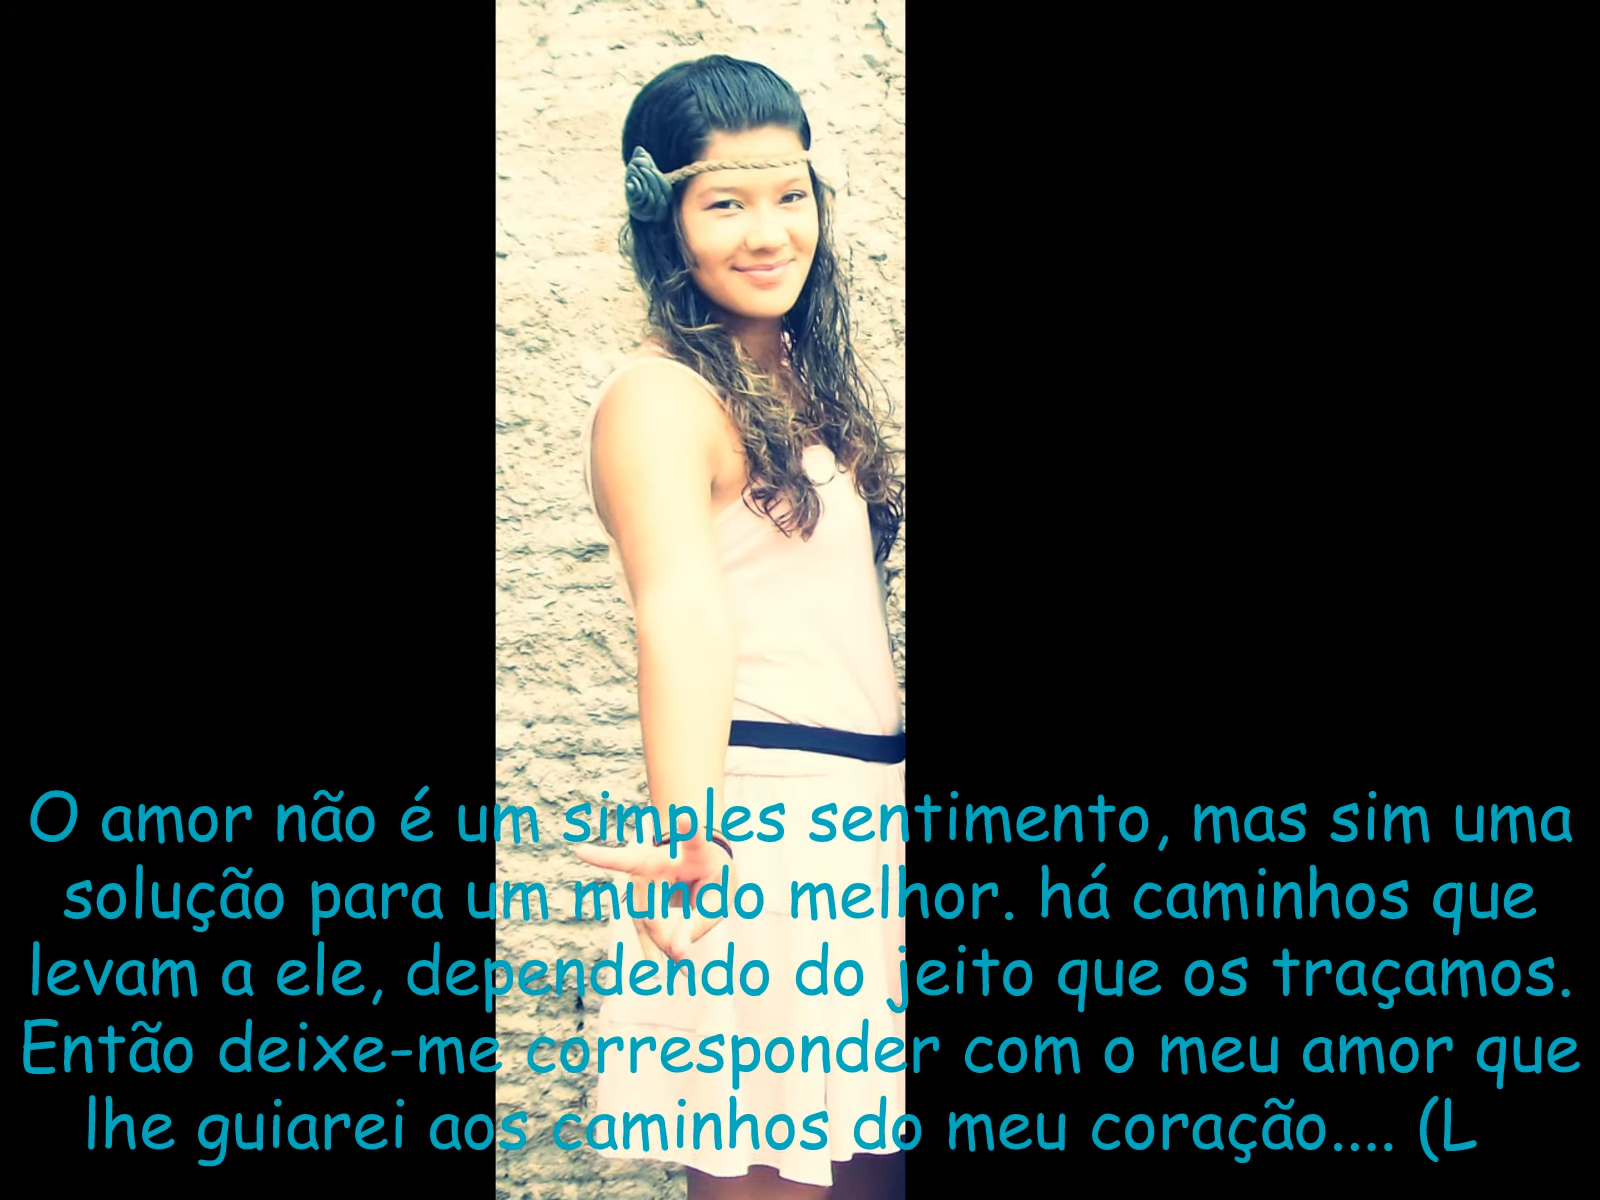 O amor não é um simples sentimento, mas sim uma
solução para um mundo melhor. há caminhos que
levam a ele, dependendo do jeito que os traçamos.
Então deixe-me corresponder com o meu amor que
lhe guiarei aos caminhos do meu coração.... (L